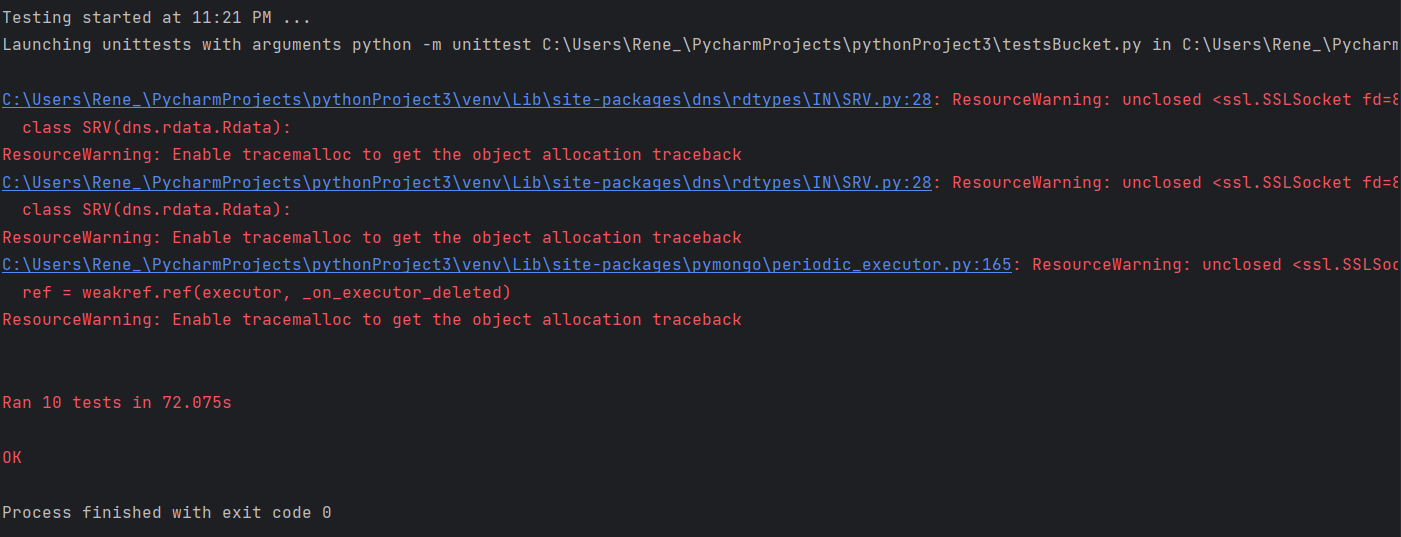 Testing started at 11:21 PM ...
Launching unittests with arguments python -m unittest C:\Users\Rene_\PycharmProjects\pythonProject3\testsBucket.py in C:\Users\Rene_\Pycharm
C:\Users\Rene_\PycharmProjects\pythonProject3\venv\Lib\site-packages\dns\rdtypes\IN\SRV.py:28: ResourceWarning: unclosed <ssl.SSLSocket fd=8
  class SRV(dns.rdata.Rdata):
ResourceWarning: Enable tracemalloc to get the object allocation traceback
C:\Users\Rene_\PycharmProjects\pythonProject3\venv\Lib\site-packages\dns\rdtypes\IN\SRV.py:28: ResourceWarning: unclosed <ssl.SSLSocket fd=8
  class SRV(dns.rdata.Rdata):
ResourceWarning: Enable tracemalloc to get the object allocation traceback
C:\Users\Rene_\PycharmProjects\pythonProject3\venv\Lib\site-packages\pymongo\periodic_executor.py:165: ResourceWarning: unclosed <ssl.SSLSoc
  ref = weakref.ref(executor, _on_executor_deleted)
ResourceWarning: Enable tracemalloc to get the object allocation traceback
Ran 10 tests in 72.075s
OK
Process finished with exit code 0